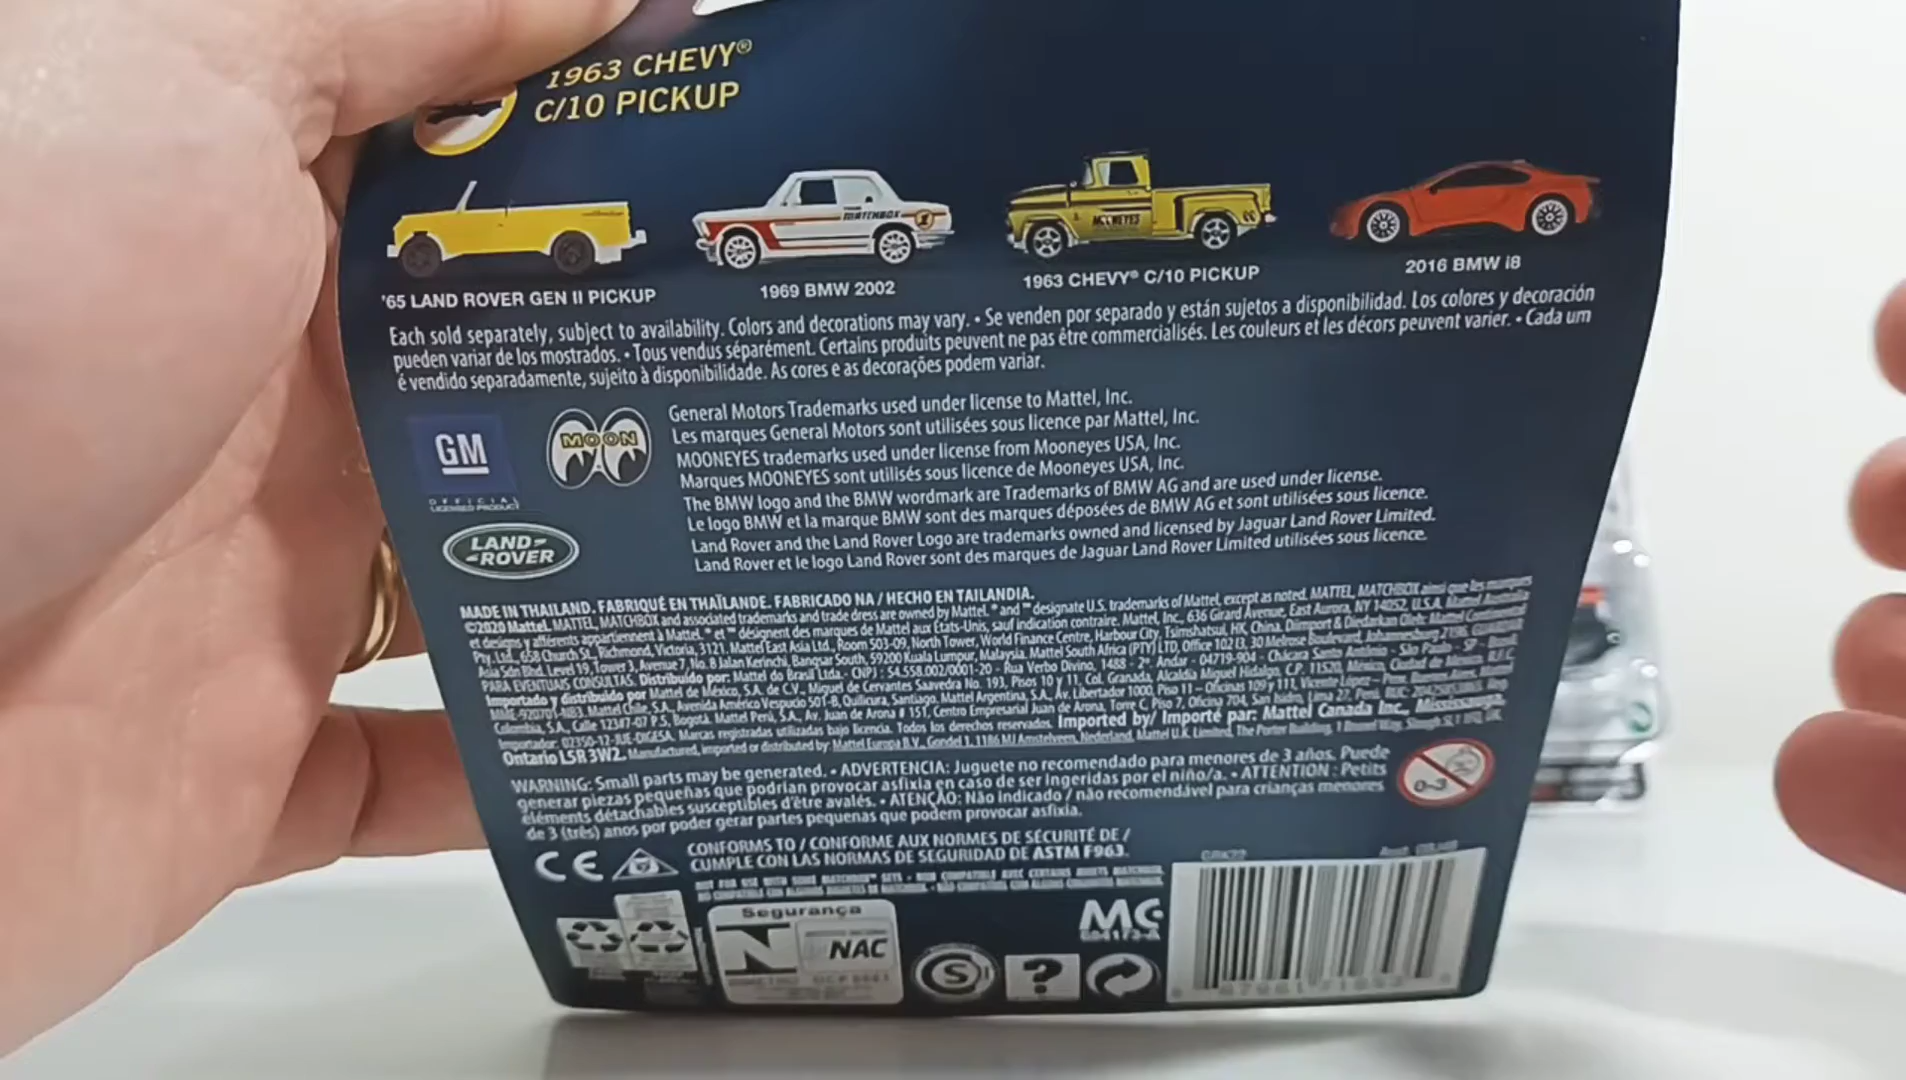 1963 CHEVY®
C/10 PICKUP
MATCHBOX
MOONEYES
'65 LAND ROVER GEN II PICKUP
1969 BMW 2002
1963 CHEVY® C/10 PICKUP
2016 BMW i8
Each sold separately, subject to availability. Colors and decorations may vary. • Se venden por separado y están sujetos a disponibilidad. Los colores y decoración
pueden variar de los mostrados. • Tous vendus séparément. Certains produits peuvent ne pas être commercialisés. Les couleurs et les décors peuvent varier. • Cada um
é vendido separadamente, sujeito à disponibilidade. As cores e as decorações podem variar.
GM
OFFICIAL
LICENSED PRODUCT
MOON
LAND-
-ROVER
General Motors Trademarks used under license to Mattel, Inc.
Les marques General Motors sont utilisées sous licence par Mattel, Inc.
MOONEYES trademarks used under license from Mooneyes USA, Inc.
Marques MOONEYES sont utilisés sous licence de Mooneyes USA, Inc.
The BMW logo and the BMW wordmark are Trademarks of BMW AG and are used under license.
Le logo BMW et la marque BMW sont des marques déposées de BMW AG et sont utilisées sous licence.
Land Rover and the Land Rover Logo are trademarks owned and licensed by Jaguar Land Rover Limited.
Land Rover et le logo Land Rover sont des marques de Jaguar Land Rover Limited utilisées sous licence.
MADE IN THAILAND. FABRIQUÉ EN THAÏLANDE. FABRICADO NA / HECHO EN TAILANDIA.
©2020 Mattel. MATTEL, MATCHBOX and associated trademarks and trade dress are owned by Mattel. ® and ™ designate U.S. trademarks of Mattel, except as noted. MATTEL, MATCHBOX ainsi que les marques
et designs y afférents appartiennent à Mattel. ® et ™ désignent des marques de Mattel aux États-Unis, sauf indication contraire. Mattel, Inc., 636 Girard Avenue, East Aurora, NY 14052, U.S.A. Mattel Australia
Pty. Ltd., 658 Church St., Richmond, Victoria, 3121. Mattel East Asia Ltd., Room 503-09, North Tower, World Finance Centre, Harbour City, Tsimshatsui, HK, China. Diimport & Diedarkan Oleh: Mattel Continental
Asia Sdn Bhd. Level 19, Tower 3, Avenue 7, No. 8 Jalan Kerinchi, Bangsar South, 59200 Kuala Lumpur, Malaysia. Mattel South Africa (PTY) LTD, Office 102 I3, 30 Melrose Boulevard, Johannesburg 2196.
PARA EVENTUAIS CONSULTAS. Distribuído por: Mattel do Brasil Ltda.- CNPJ : 54.558.002/0001-20 - Rua Verbo Divino, 1488 - 2º. Andar - 04719-904 - Chácara Santo Antônio - São Paulo - SP - Brasil.
Importado y distribuido por Mattel de México, S.A. de C.V., Miguel de Cervantes Saavedra No. 193, Pisos 10 y 11, Col. Granada, Alcaldía Miguel Hidalgo, C.P. 11520, México, Ciudad de México. R.F.C.
MME-920701-NB3. Mattel Chile, S.A., Avenida Américo Vespucio 501-B, Quilicura, Santiago. Mattel Argentina, S.A., Av. Libertador 1000, Piso 11 – Oficinas 109 y 111, Vicente López – Prov. Buenos Aires.
Colombia, S.A., Calle 123#7-07 P.5, Bogotá. Mattel Perú, S.A., Av. Juan de Arona # 151, Centro Empresarial Juan de Arona, Torre C, Piso 7, Oficina 704, San Isidro, Lima 27, Perú.
Importador: 02350-12-JUE-DIGESA. Marcas registradas utilizadas bajo licencia. Todos los derechos reservados. Imported by/ Importé par: Mattel Canada Inc., Mississauga,
Ontario L5R 3W2. Manufactured, imported or distributed by: Mattel Europa B.V., Gondel 1, 1186 MJ Amstelveen, Nederland. Mattel U.K. Limited, The Porter Building, 1 Brunel Way, Slough SL1 1FQ, UK.
WARNING: Small parts may be generated. • ADVERTENCIA: Juguete no recomendado para menores de 3 años. Puede
generar piezas pequeñas que podrían provocar asfixia en caso de ser ingeridas por el niño/a. • ATTENTION : Petits
éléments détachables susceptibles d'être avalés. • ATENÇÃO: Não indicado / não recomendável para crianças menores
de 3 (três) anos por poder gerar partes pequenas que podem provocar asfixia.
0-3
CE
CONFORMS TO / CONFORME AUX NORMES DE SÉCURITÉ DE /
CUMPLE CON LAS NORMAS DE SEGURIDAD DE ASTM F963.
NOT FOR USE WITH SOME MATCHBOX™ SETS • NON COMPATIBLE AVEC CERTAINS
Segurança
N
NAC
S
?
MC